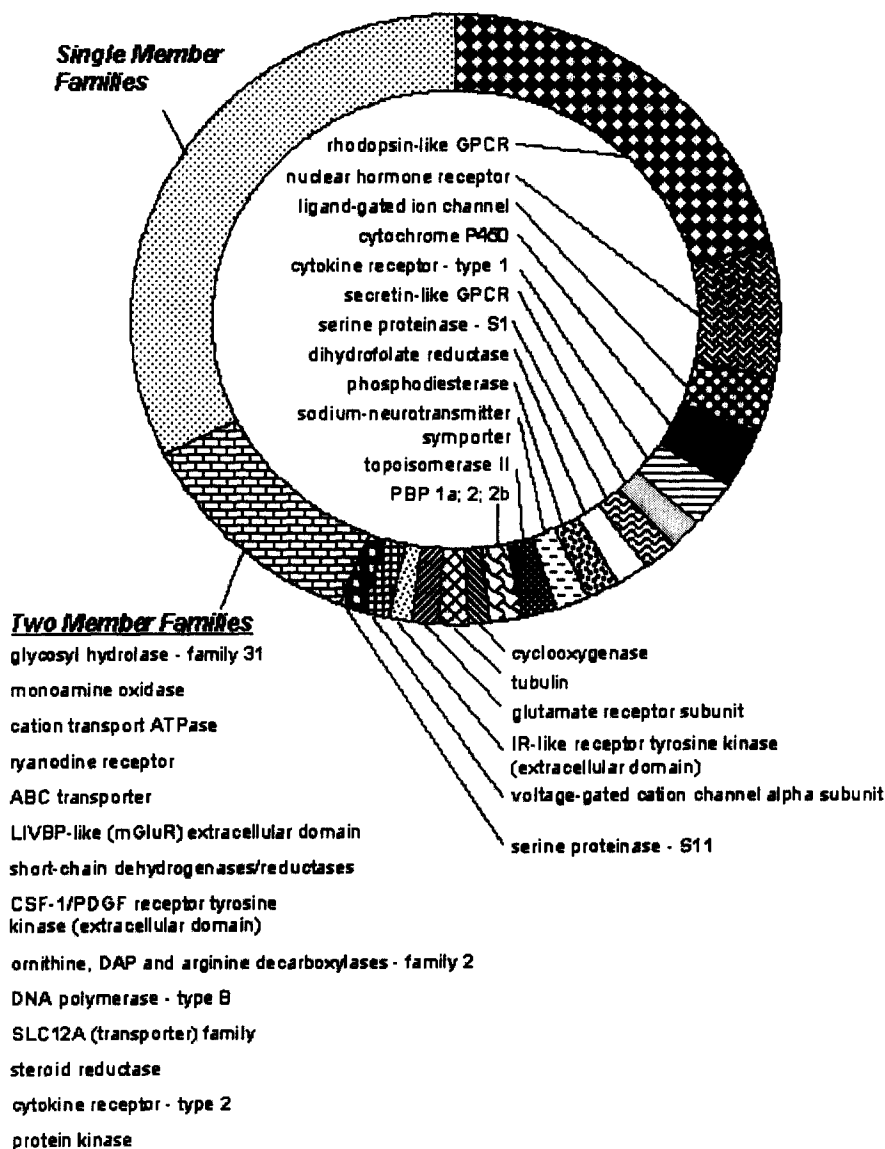 Single Member
Families
rhodopsin-like GPCR
nuclear hormone receptor
ligand-gated ion channel
cytochrome P450
cytokine receptor - type 1
secretin-like GPCR
serine proteinase - S1
dihydrofolate reductase
phosphodiesterase
sodium-neurotransmitter
symporter
topoisomerase II
PBP 1a; 2; 2b
Two Member Families
glycosyl hydrolase - family 31
monoamine oxidase
cation transport ATPase
ryanodine receptor
ABC transporter
LIVBP-like (mGluR) extracellular domain
short-chain dehydrogenases/reductases
CSF-1/PDGF receptor tyrosine
kinase (extracellular domain)
ornithine, DAP and arginine decarboxylases - family 2
DNA polymerase - type B
SLC12A (transporter) family
steroid reductase
cytokine receptor - type 2
protein kinase
cyclooxygenase
tubulin
glutamate receptor subunit
IR-like receptor tyrosine kinase
(extracellular domain)
voltage-gated cation channel alpha subunit
serine proteinase - S11